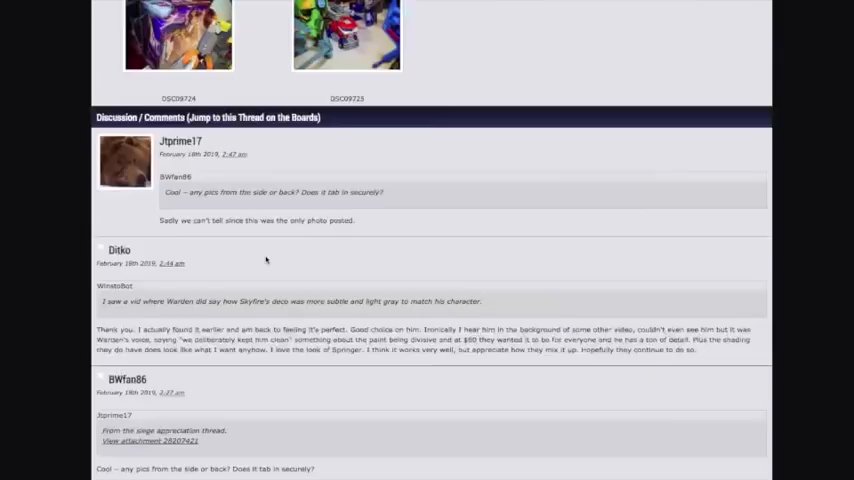 DSC09724
DSC09723
Discussion / Comments (Jump to this Thread on the Boards)
Jtprime17
February 18th 2019, 2:47 am
BWfan86
Cool – any pics from the side or back? Does it tab in securely?
Sadly we can't tell since this was the only photo posted.
Ditko
February 18th 2019, 2:44 am
WinstoBot
I saw a vid where Warden did say how Skyfire's deco was more subtle and light gray to match his character.
Thank you. I actually found it earlier and am back to feeling it's perfect. Good choice on him. Ironically I hear him in the background of some other video, couldn't even see him but it was
Warden's voice, saying "we deliberately kept him clean" something about the paint being divisive and at $80 they wanted it to be for everyone and he has a ton of detail. Plus the shading
they do have does look like what I want anyhow. I love the look of Springer. I think it works very well, but appreciate how they mix it up. Hopefully they continue to do so.
BWfan86
February 18th 2019, 2:27 am
Jtprime17
From the siege appreciation thread.
View attachment 28207421
Cool – any pics from the side or back? Does it tab in securely?